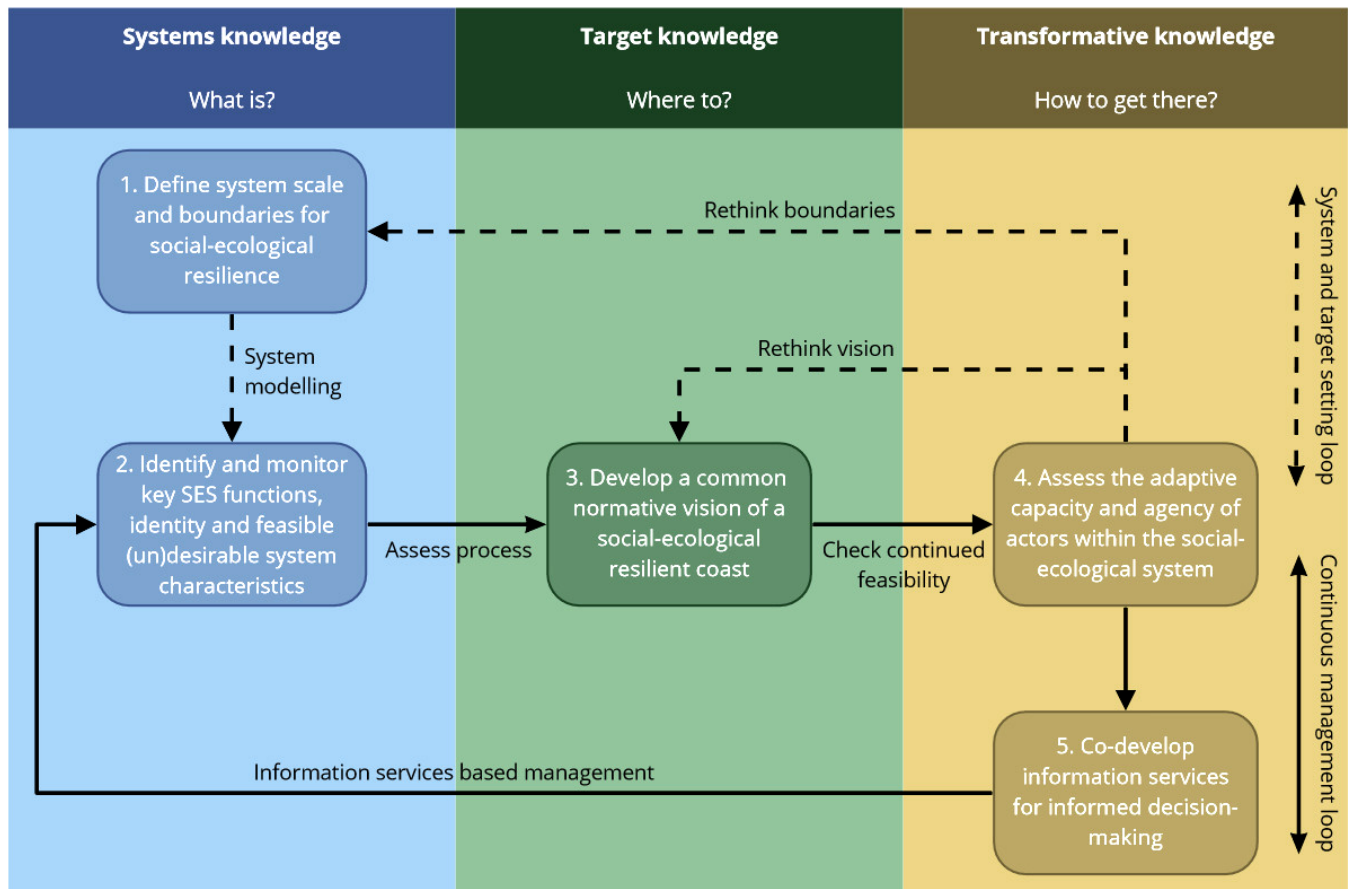 Systems knowledge
What is?
Target knowledge
Where to?
Transformative knowledge
How to get there?
1. Define system scale
and boundaries for
social-ecological
resilience
Rethink boundaries
System
modelling
Rethink vision
System and target setting loop
2. Identify and monitor
key SES functions,
identity and feasible
(un)desirable system
characteristics
Assess process
3. Develop a common
normative vision of a
social-ecological
resilient coast
Check continued
feasibility
4. Assess the adaptive
capacity and agency of
actors within the social-
ecological system
Continuous management loop
Information services based management
5. Co-develop
information services
for informed decision-
making